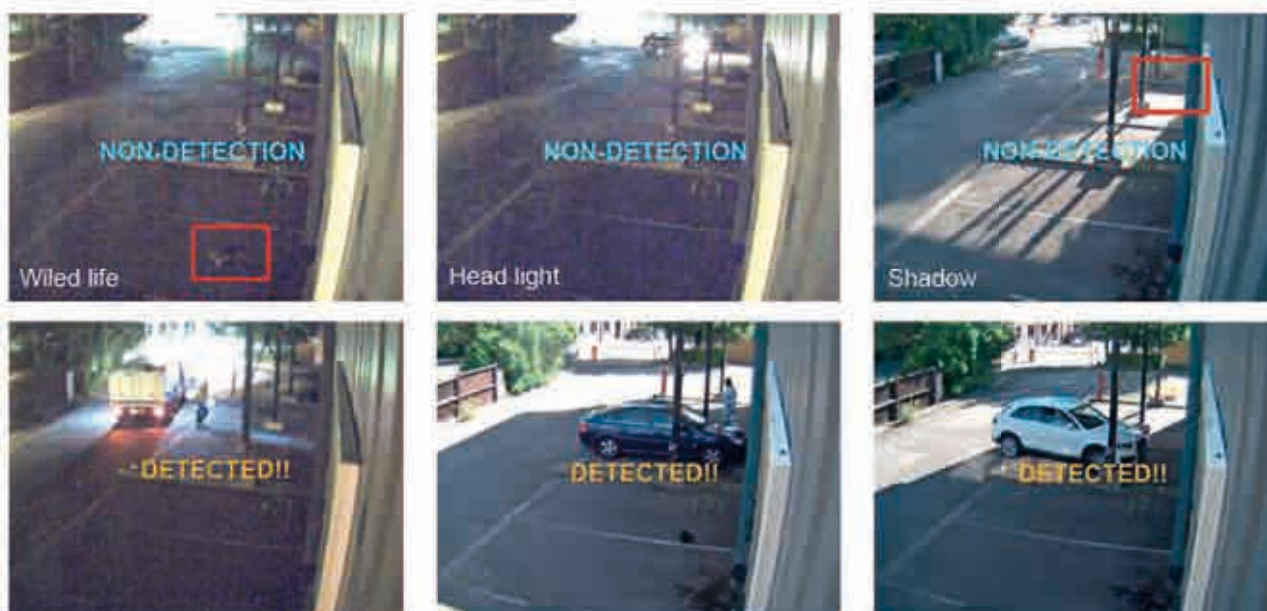 NON-DETECTION
Wiled life
NON-DETECTION
Head light
NON-DETECTION
Shadow
DETECTED!!
DETECTED!!
DETECTED!!